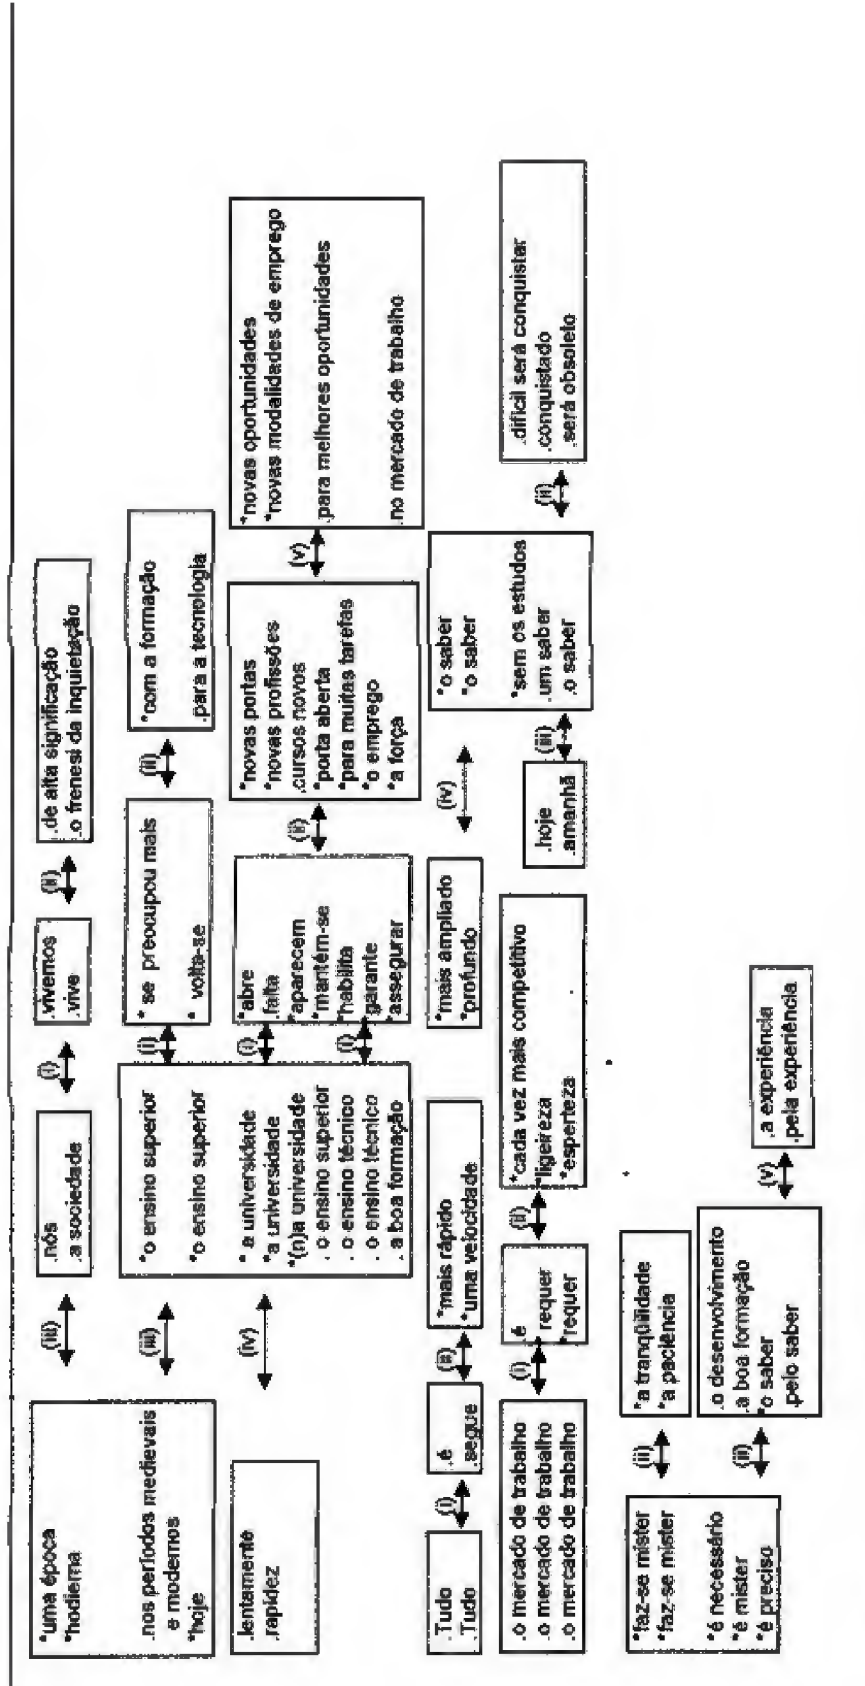 *uma época
*hodierna
.nos períodos medievais
e modernos
*hoje
(iii)
.nós
.a sociedade
(i)
.vivemos
.vive
(ii)
.de alta significação
.o frenesi da inquietação
(iii)
*o ensino superior
*o ensino superior
* a universidade
*a universidade
*(n)a universidade
. o ensino superior
. o ensino técnico
. o ensino técnico
. a boa formação
(i)
* se preocupou mais
* volta-se
(ii)
*com a formação
.para a tecnologia
.lentamente
.rapidez
(iv)
(i)
(i)
*abre
.falta
*aparecem
*mantém-se
*habilita
*garante
*assegurar
(ii)
*novas portas
*novas profissões
.cursos novos
*porta aberta
*para muitas tarefas
*o emprego
*a força
(v)
*novas oportunidades
*novas modalidades de emprego
.para melhores oportunidades
.no mercado de trabalho
.Tudo
.Tudo
(i)
.é
.segue
(ii)
*mais rápido
*uma velocidade
*mais ampliado
*profundo
(iv)
*o saber
*o saber
*sem os estudos
.um saber
.o saber
.o mercado de trabalho
.o mercado de trabalho
.o mercado de trabalho
(i)
.é
* requer
*requer
(ii)
*cada vez mais competitivo
*ligeireza
*esperteza
.hoje
.amanhã
(iii)
(ii)
.difícil será conquistar
.conquistado
.será obsoleto
*faz-se mister
*faz-se mister
*é necessário
*é mister
*é preciso
(ii)
*a tranqüilidade
*a paciência
(ii)
.o desenvolvimento
.a boa formação
*o saber
.pelo saber
(v)
.a experiência
.pela experiência